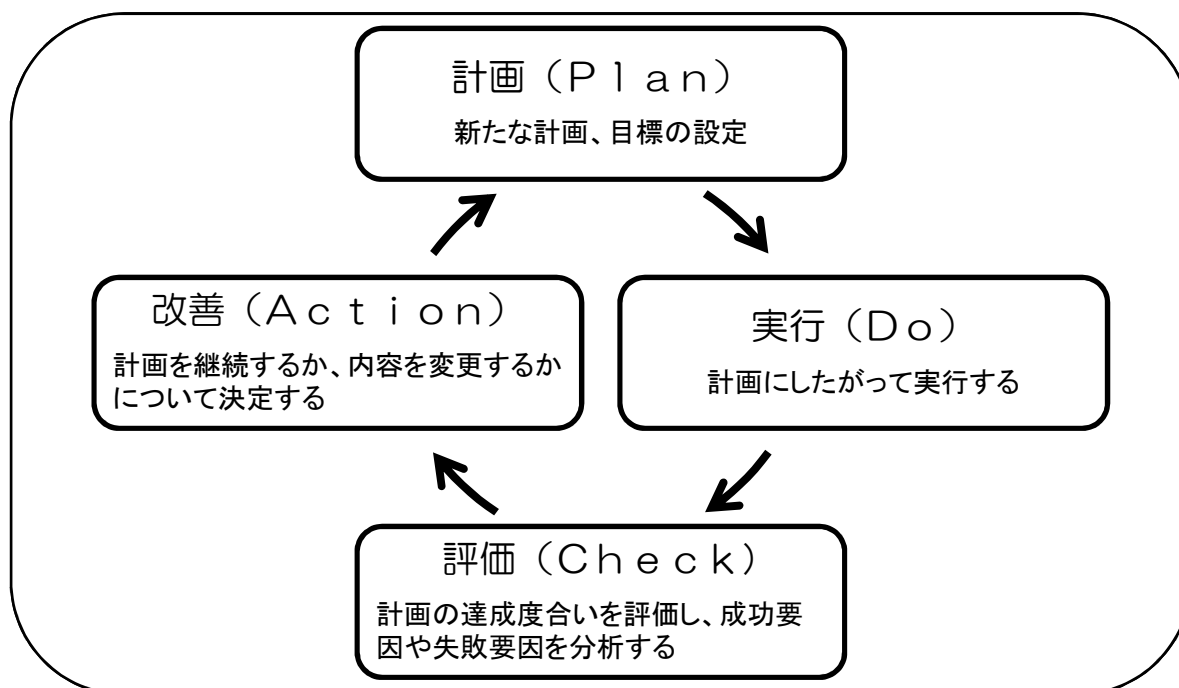 計画（Ｐｌａｎ）
新たな計画、目標の設定
改善（Ａｃｔｉｏｎ）
計画を継続するか、内容を変更するか
について決定する
実行（Ｄｏ）
計画にしたがって実行する
評価（Ｃｈｅｃｋ）
計画の達成度合いを評価し、成功要
因や失敗要因を分析する